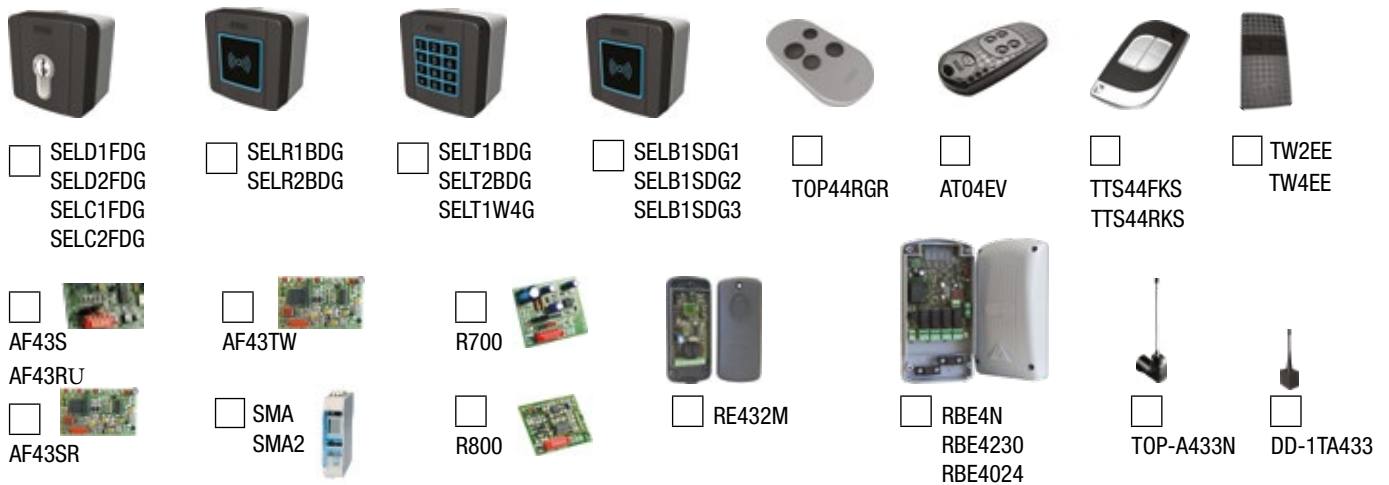 SELD1FDG
SELD2FDG
SELC1FDG
SELC2FDG
SELR1BDG
SELR2BDG
SELT1BDG
SELT2BDG
SELT1W4G
SELB1SDG1
SELB1SDG2
SELB1SDG3
TOP44RGR
AT04EV
TTS44FKS
TTS44RKS
TW2EE
TW4EE
AF43S
AF43RU
AF43TW
R700
AF43SR
SMA
SMA2
R800
RE432M
RBE4N
RBE4230
RBE4024
TOP-A433N
DD-1TA433